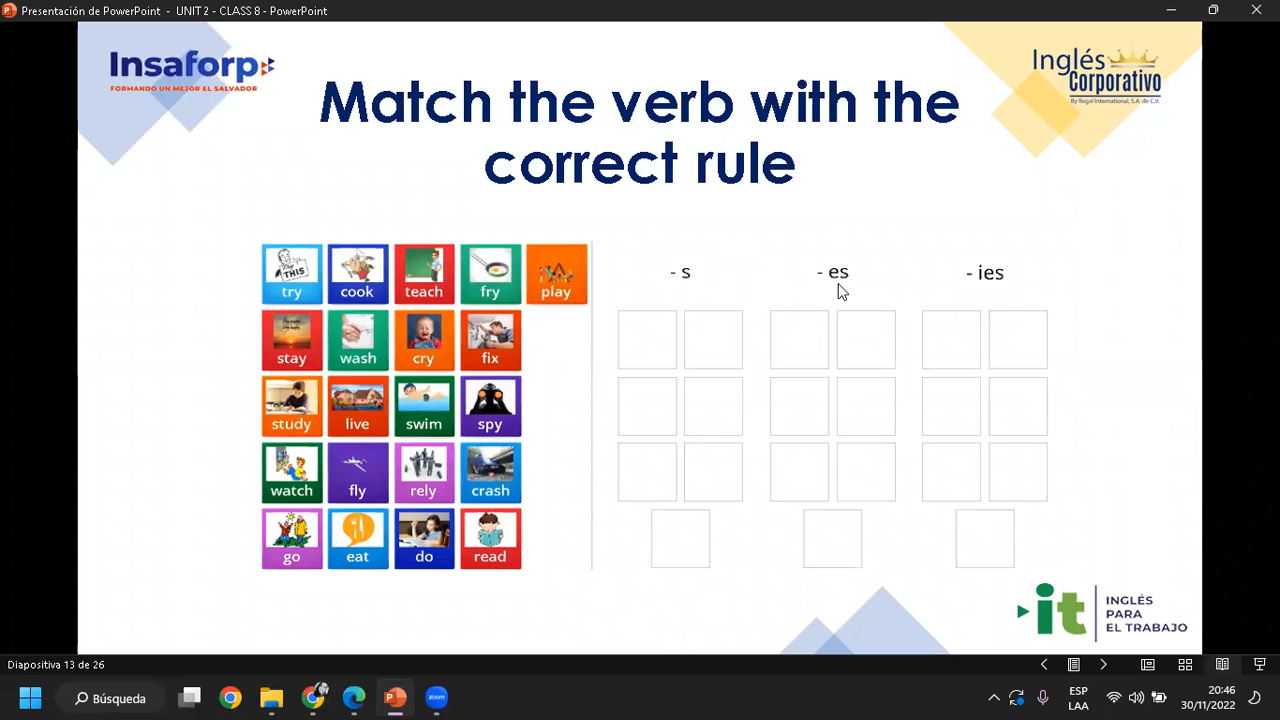 Presentación de PowerPoint - UNIT 2 - CLASS 8 - PowerPoint
Insaforp
FORMANDO UN MEJOR EL SALVADOR
Inglés
Corporativo
By Regal International, S.A. de C.V.
Match the verb with the
correct rule
try cook teach fry play
stay wash cry fix
study live swim spy
watch fly rely crash
go eat do read
- s - es - ies
it INGLÉS
PARA
EL TRABAJO
Diapositiva 13 de 26
Búsqueda
zoom
ESP
LAA
20:46
30/11/2022